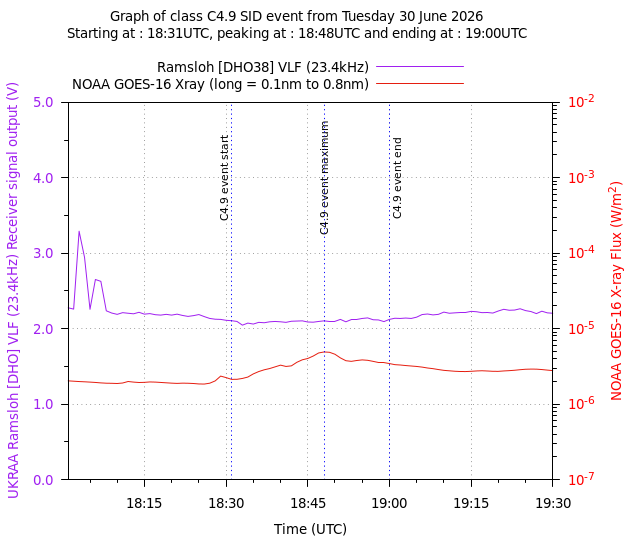 Graph of class C4.9 SID event from Tuesday 30 June 2026
Starting at : 18:31UTC, peaking at : 18:48UTC and ending at : 19:00UTC
Ramsloh [DHO38] VLF (23.4kHz)
NOAA GOES-16 Xray (long = 0.1nm to 0.8nm)
UKRAA Ramsloh [DHO] VLF (23.4kHz) Receiver signal output (V)
5.0
4.0
3.0
2.0
1.0
0.0
C4.9 event start
C4.9 event maximum
C4.9 event end
10-2
10-3
10-4
10-5
10-6
10-7
NOAA GOES-16 X-ray Flux (W/m2)
18:15 18:30 18:45 19:00 19:15 19:30
Time (UTC)